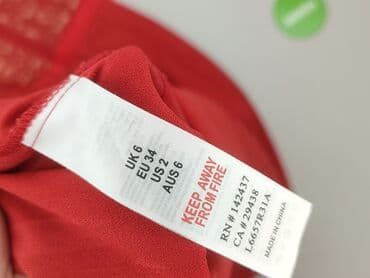 UK 6
EU 34
US 2
AUS 6
KEEP AWAY
FROM FIRE
RN # 142437
CA # 29438
L6657R31A
MADE IN CHINA